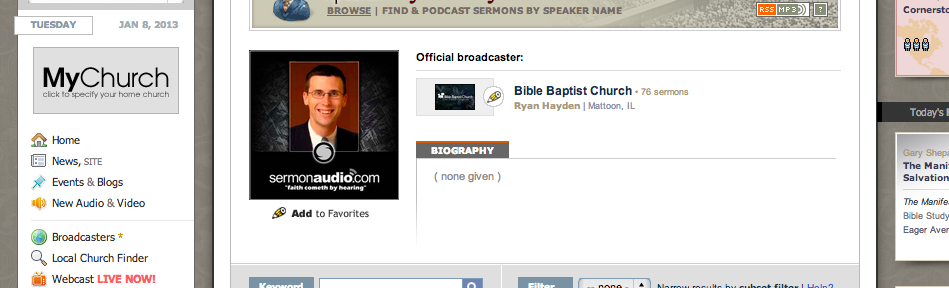 BROWSE | FIND & PODCAST SERMONS BY SPEAKER NAME
RSS MP3 ?
TUESDAY JAN 8, 2013
MyChurch
click to specify your home church
Home
News, SITE
Events & Blogs
New Audio & Video
Broadcasters *
Local Church Finder
Webcast LIVE NOW!
sermonaudio.com
"faith cometh by hearing"
Add to Favorites
Official broadcaster:
Bible Baptist Church
Bible Baptist Church • 76 sermons
Ryan Hayden | Mattoon, IL
BIOGRAPHY
( none given )
Keyword
Filter
-- none -
Narrow results by subset filter | Help?
Cornersto
Today's
Gary Shepa
The Mani
Salvation
The Manife
Bible Study
Eager Aver